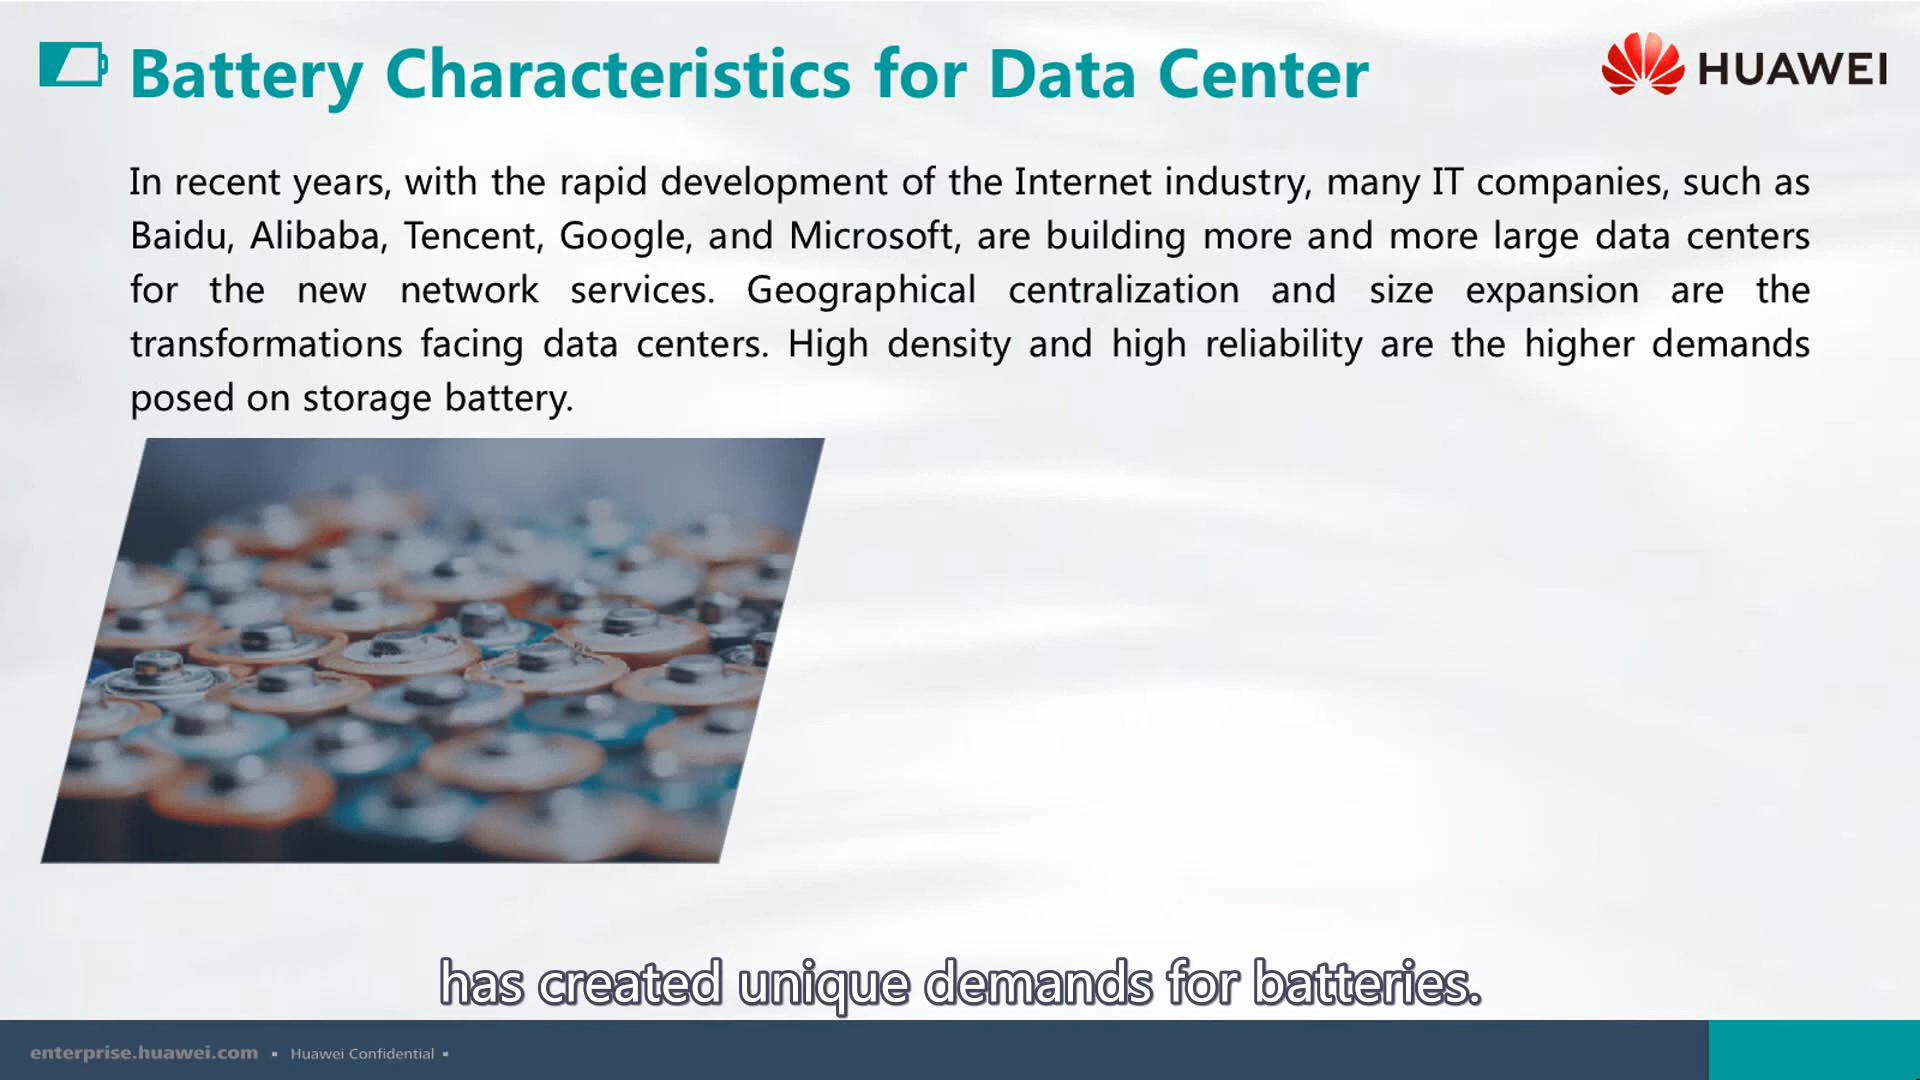 Battery Characteristics for Data Center
HUAWEI
In recent years, with the rapid development of the Internet industry, many IT companies, such as
Baidu, Alibaba, Tencent, Google, and Microsoft, are building more and more large data centers
for the new network services. Geographical centralization and size expansion are the
transformations facing data centers. High density and high reliability are the higher demands
posed on storage battery.
has created unique demands for batteries.
enterprise.huawei.com ▪ Huawei Confidential ▪